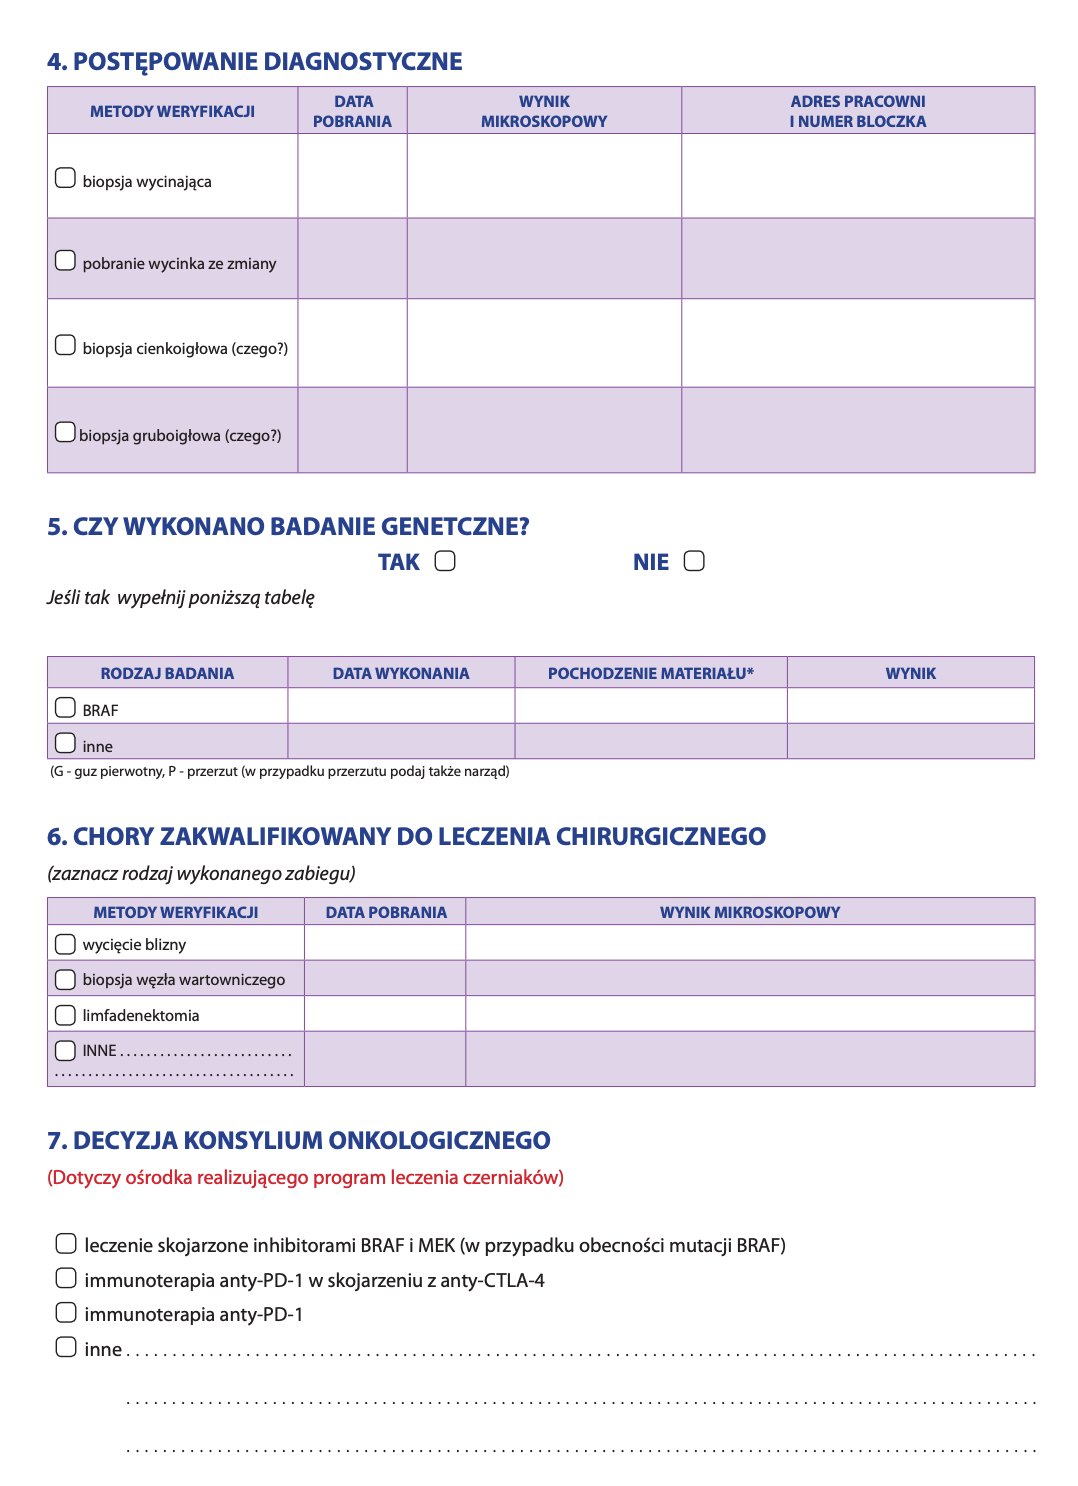 4. POSTĘPOWANIE DIAGNOSTYCZNE
METODY WERYFIKACJI
DATA
POBRANIA
WYNIK
MIKROSKOPOWY
ADRES PRACOWNI
I NUMER BLOCZKA
biopsja wycinająca
pobranie wycinka ze zmiany
biopsja cienkoigłowa (czego?)
biopsja gruboigłowa (czego?)
5. CZY WYKONANO BADANIE GENETCZNE?
TAK NIE
Jeśli tak wypełnij poniższą tabelę
RODZAJ BADANIA DATA WYKONANIA POCHODZENIE MATERIAŁU* WYNIK
BRAF
inne
(G - guz pierwotny, P - przerzut (w przypadku przerzutu podaj także narząd)
6. CHORY ZAKWALIFIKOWANY DO LECZENIA CHIRURGICZNEGO
(zaznacz rodzaj wykonanego zabiegu)
METODY WERYFIKACJI DATA POBRANIA WYNIK MIKROSKOPOWY
wycięcie blizny
biopsja węzła wartowniczego
limfadenektomia
INNE ..........................
....................................
7. DECYZJA KONSYLIUM ONKOLOGICZNEGO
(Dotyczy ośrodka realizującego program leczenia czerniaków)
leczenie skojarzone inhibitorami BRAF i MEK (w przypadku obecności mutacji BRAF)
immunoterapia anty-PD-1 w skojarzeniu z anty-CTLA-4
immunoterapia anty-PD-1
inne ....................................................................................................
....................................................................................................
....................................................................................................